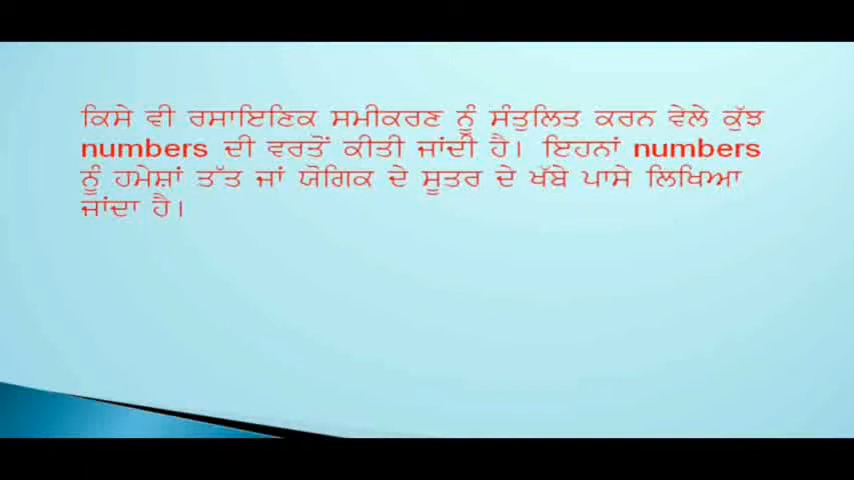 ਕਿਸੇ ਵੀ ਰਸਾਇਣਿਕ ਸਮੀਕਰਣ ਨੂੰ ਸੰਤੁਲਿਤ ਕਰਨ ਵੇਲੇ ਕੁੱਝ
numbers ਦੀ ਵਰਤੋਂ ਕੀਤੀ ਜਾਂਦੀ ਹੈ। ਇਹਨਾਂ numbers
ਨੂੰ ਹਮੇਸ਼ਾਂ ਤੱਤ ਜਾਂ ਯੋਗਿਕ ਦੇ ਸੂਤਰ ਦੇ ਖੱਬੇ ਪਾਸੇ ਲਿਖਿਆ
ਜਾਂਦਾ ਹੈ।